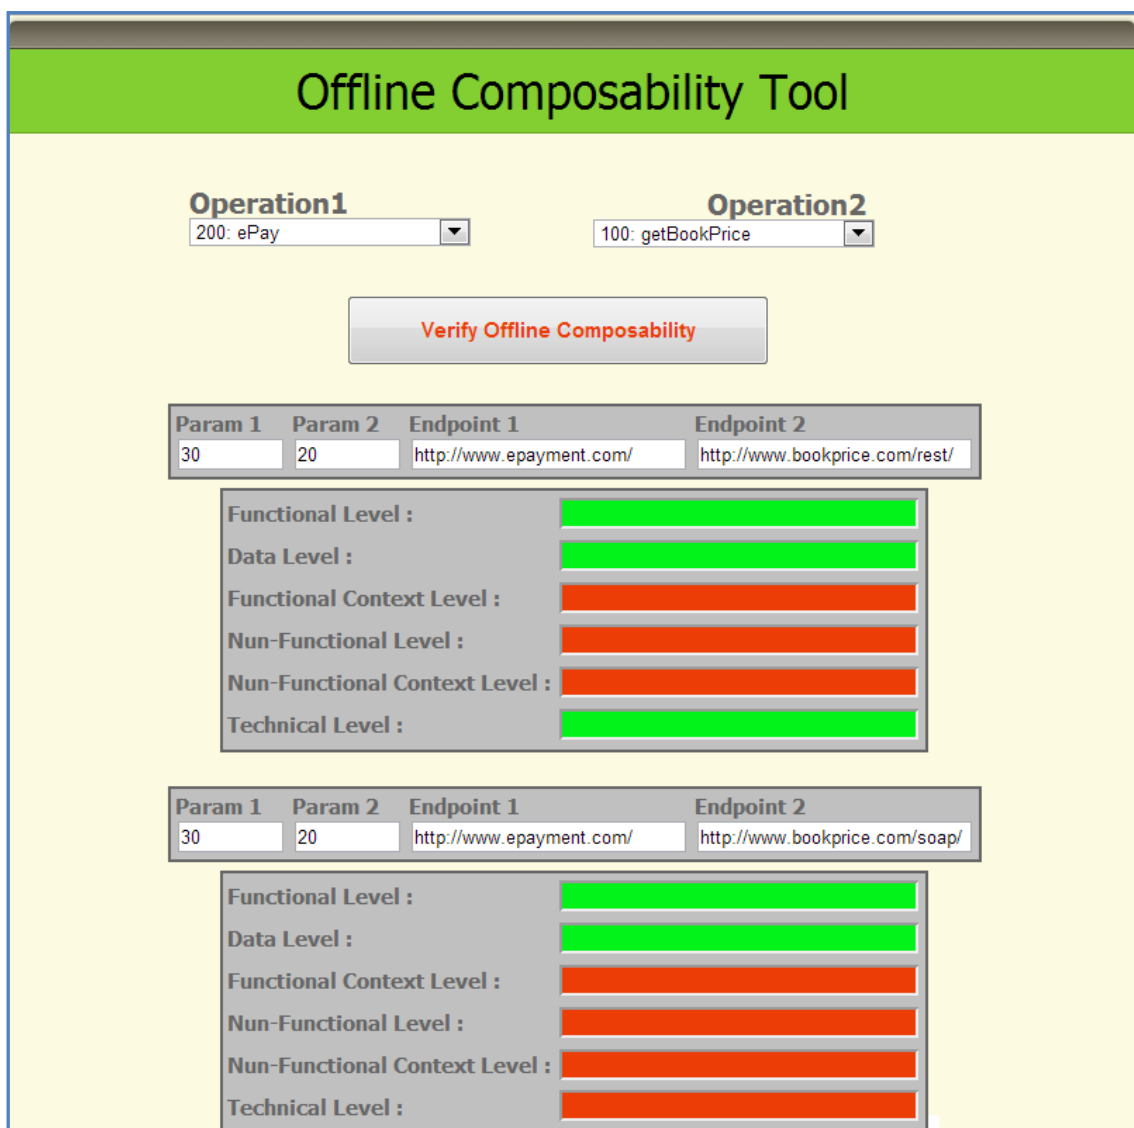 Offline Composability Tool
Operation1 Operation2
200: ePay 100: getBookPrice
Verify Offline Composability
Param 1 Param 2 Endpoint 1 Endpoint 2
30 20 http://www.epayment.com/ http://www.bookprice.com/rest/
Functional Level :
Data Level :
Functional Context Level :
Nun-Functional Level :
Nun-Functional Context Level :
Technical Level :
Param 1 Param 2 Endpoint 1 Endpoint 2
30 20 http://www.epayment.com/ http://www.bookprice.com/soap/
Functional Level :
Data Level :
Functional Context Level :
Nun-Functional Level :
Nun-Functional Context Level :
Technical Level :